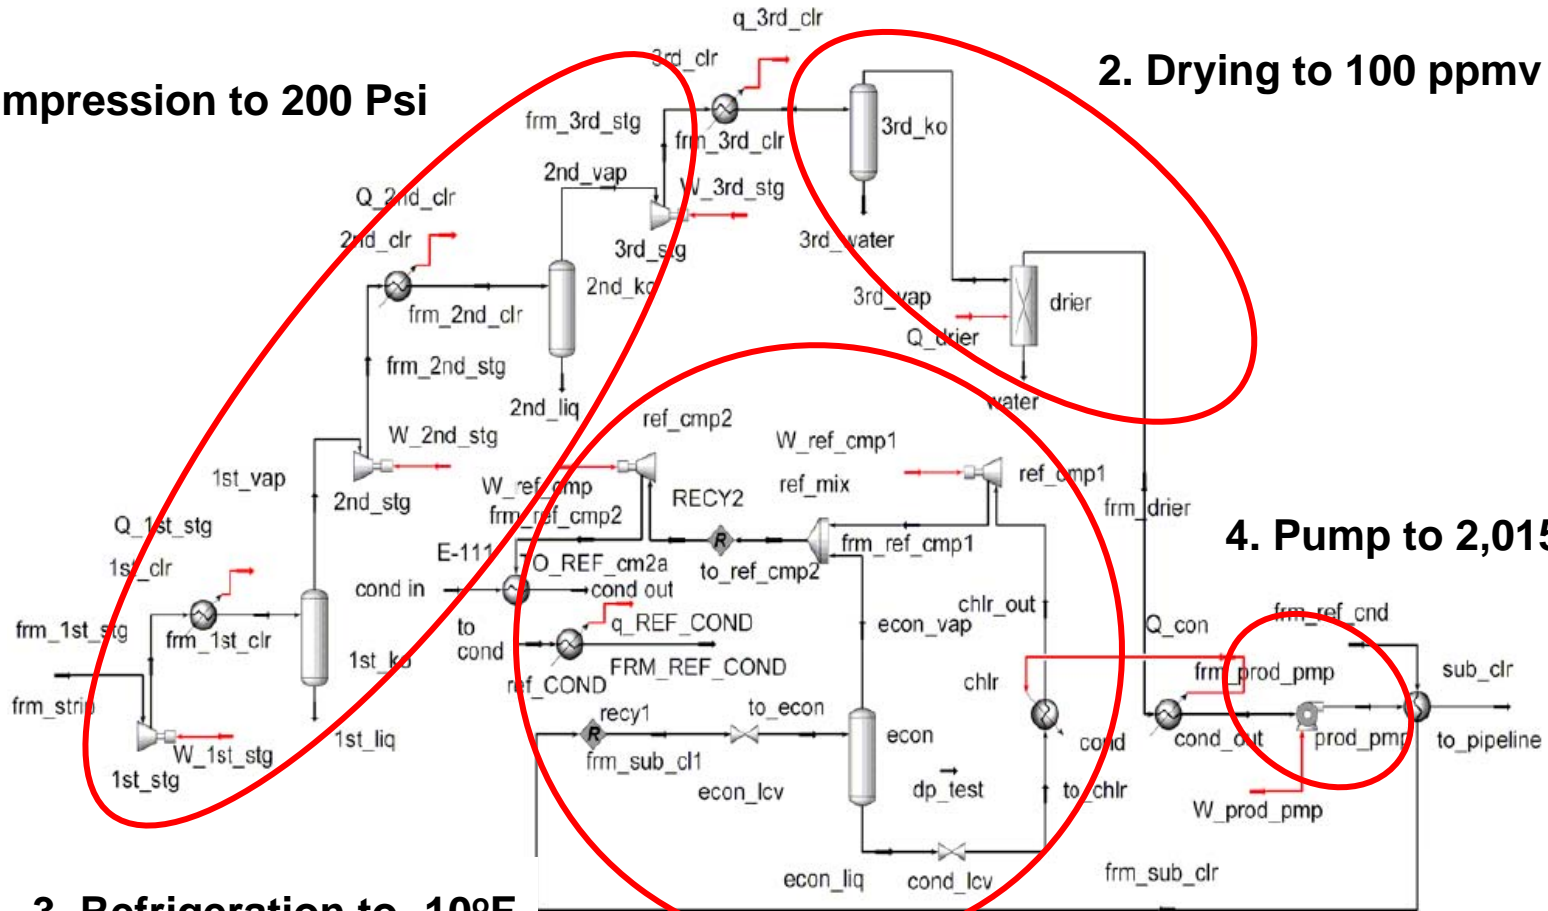 q_3rd_clr
3rd_clr
2. Drying to 100 ppmv
mpression to 200 Psi
frm_3rd_stg
frm_3rd_clr
3rd_ko
2nd_vap
W_3rd_stg
Q_2nd_clr
2nd_clr
3rd_stg
3rd_water
2nd_ko
3rd_vap
drier
frm_2nd_clr
Q_drier
frm_2nd_stg
water
2nd_liq
ref_cmp2
W_2nd_stg
W_ref_cmp1
ref_cmp1
1st_vap
2nd_stg
W_ref_cmp
ref_mix
RECY2
frm_ref_cmp2
frm_drier
Q_1st_stg
4. Pump to 2,015
E-111
TO_REF_cm2a
frm_ref_cmp1
1st_clr
to_ref_cmp2
cond in
cond out
chlr_out
frm_ref_cnd
frm_1st_stg
frm_1st_clr
to
cond
q_REF_COND
econ_vap
Q_con
1st_ko
FRM_REF_COND
ref_COND
chlr
frm_prod_pmp
sub_clr
frm_strip
recy1
to_econ
econ
cond
cond_out
prod_pmp
to_pipeline
1st_liq
W_1st_stg
1st_stg
frm_sub_cl1
econ_lcv
dp_test
to_chlr
W_prod_pmp
econ_liq
cond_lcv
frm_sub_clr
3. Refrigeration to -10°F
R
R